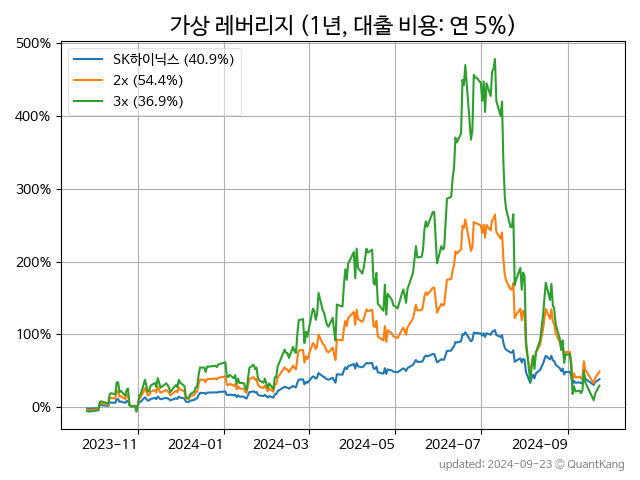 가상 레버리지 (1년, 대출 비용: 연 5%)
500%
400%
300%
200%
100%
0%
SK하이닉스 (40.9%)
2x (54.4%)
3x (36.9%)
2023-11 2024-01 2024-03 2024-05 2024-07 2024-09
updated: 2024-09-23 © QuantKang